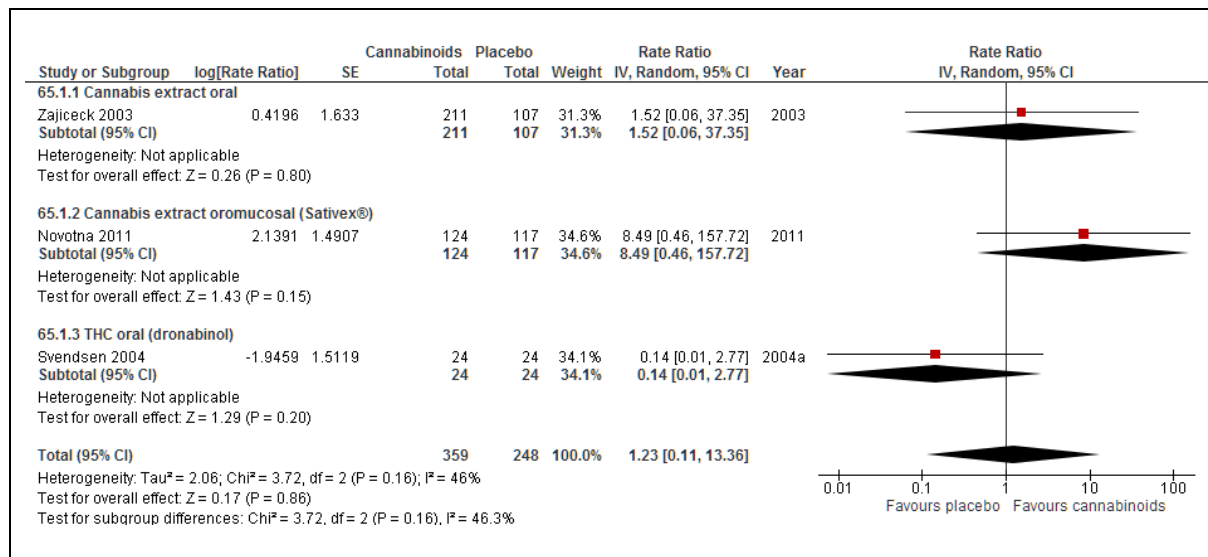 Cannabinoids Placebo Rate Ratio Rate Ratio
Study or Subgroup log[Rate Ratio] SE Total Total Weight IV, Random, 95% CI Year IV, Random, 95% CI
65.1.1 Cannabis extract oral
Zajiceck 2003 0.4196 1.633 211 107 31.3% 1.52 [0.06, 37.35] 2003
Subtotal (95% CI) 211 107 31.3% 1.52 [0.06, 37.35]
Heterogeneity: Not applicable
Test for overall effect: Z = 0.26 (P = 0.80)
65.1.2 Cannabis extract oromucosal (Sativex®)
Novotna 2011 2.1391 1.4907 124 117 34.6% 8.49 [0.46, 157.72] 2011
Subtotal (95% CI) 124 117 34.6% 8.49 [0.46, 157.72]
Heterogeneity: Not applicable
Test for overall effect: Z = 1.43 (P = 0.15)
65.1.3 THC oral (dronabinol)
Svendsen 2004 -1.9459 1.5119 24 24 34.1% 0.14 [0.01, 2.77] 2004a
Subtotal (95% CI) 24 24 34.1% 0.14 [0.01, 2.77]
Heterogeneity: Not applicable
Test for overall effect: Z = 1.29 (P = 0.20)
Total (95% CI) 359 248 100.0% 1.23 [0.11, 13.36]
Heterogeneity: Tau² = 2.06; Chi² = 3.72, df = 2 (P = 0.16); I² = 46%
Test for overall effect: Z = 0.17 (P = 0.86)
Test for subgroup differences: Chi² = 3.72, df = 2 (P = 0.16), I² = 46.3%
0.01 0.1 1 10 100
Favours placebo Favours cannabinoids